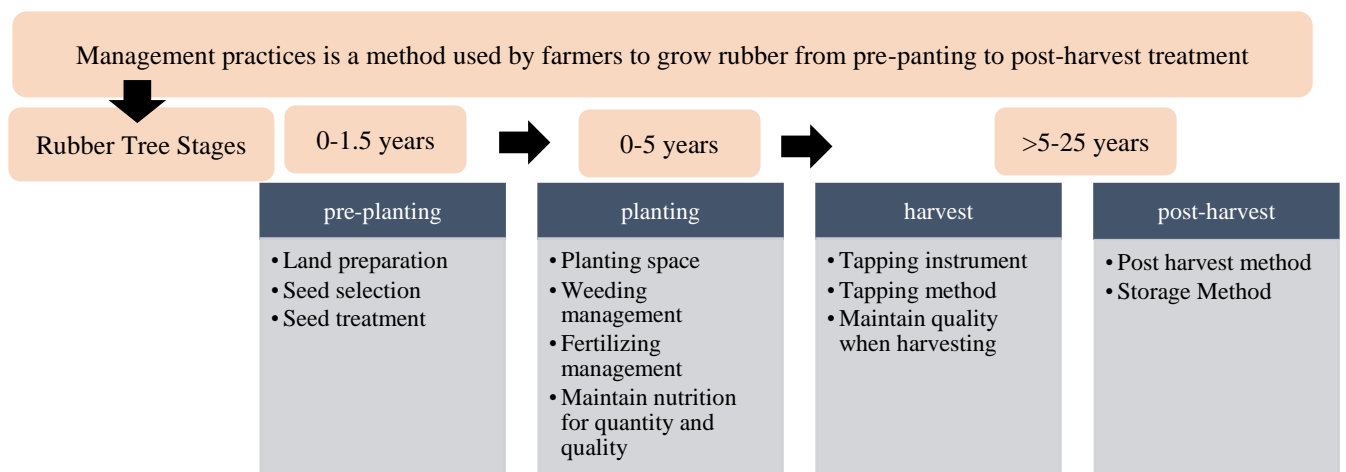 Management practices is a method used by farmers to grow rubber from pre-panting to post-harvest treatment
Rubber Tree Stages
0-1.5 years
0-5 years
>5-25 years
pre-planting
• Land preparation
• Seed selection
• Seed treatment
planting
• Planting space
• Weeding
management
• Fertilizing
management
• Maintain nutrition
for quantity and
quality
harvest
• Tapping instrument
• Tapping method
• Maintain quality
when harvesting
post-harvest
• Post harvest method
• Storage Method